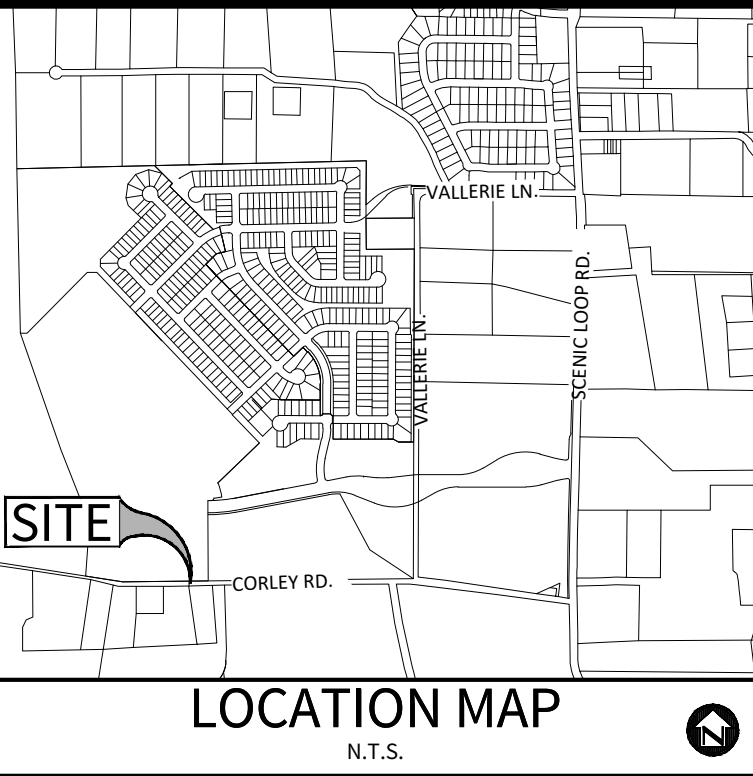 VALLERIE LN.
SCENIC LOOP RD.
VALLERIE LN.
SITE
CORLEY RD.
LOCATION MAP
N.T.S.
N